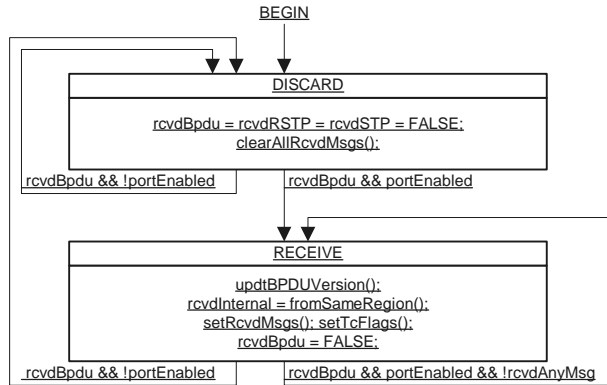 BEGIN
DISCARD
rcvdBpdu = rcvdRSTP = rcvdSTP = FALSE;
clearAllRcvdMsgs();
rcvdBpdu && !portEnabled
rcvdBpdu && portEnabled
RECEIVE
updtBPDUVersion();
rcvdInternal = fromSameRegion();
setRcvdMsgs(); setTcFlags();
rcvdBpdu = FALSE;
rcvdBpdu && !portEnabled
rcvdBpdu && portEnabled && !rcvdAnyMsg